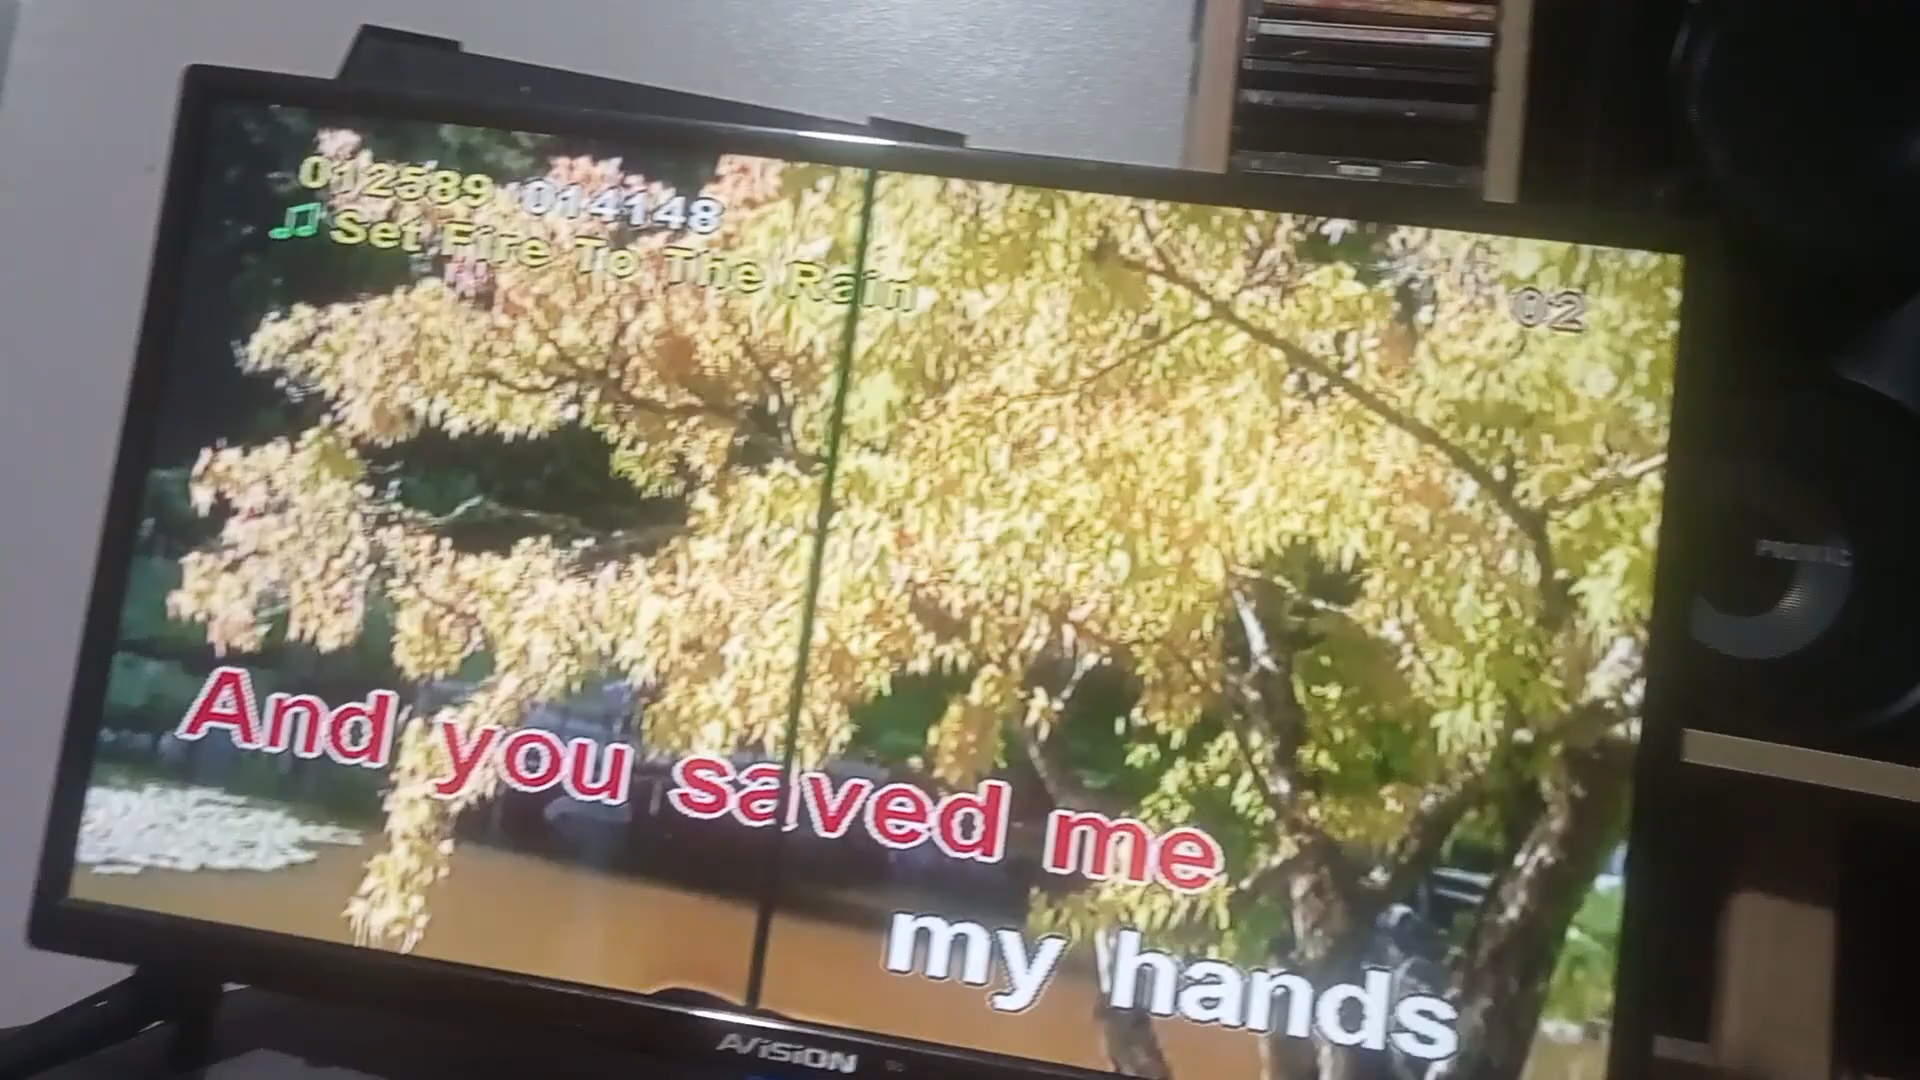 012589 014148
Set Fire To The Rain
02
And you saved me
my hands
AVISION